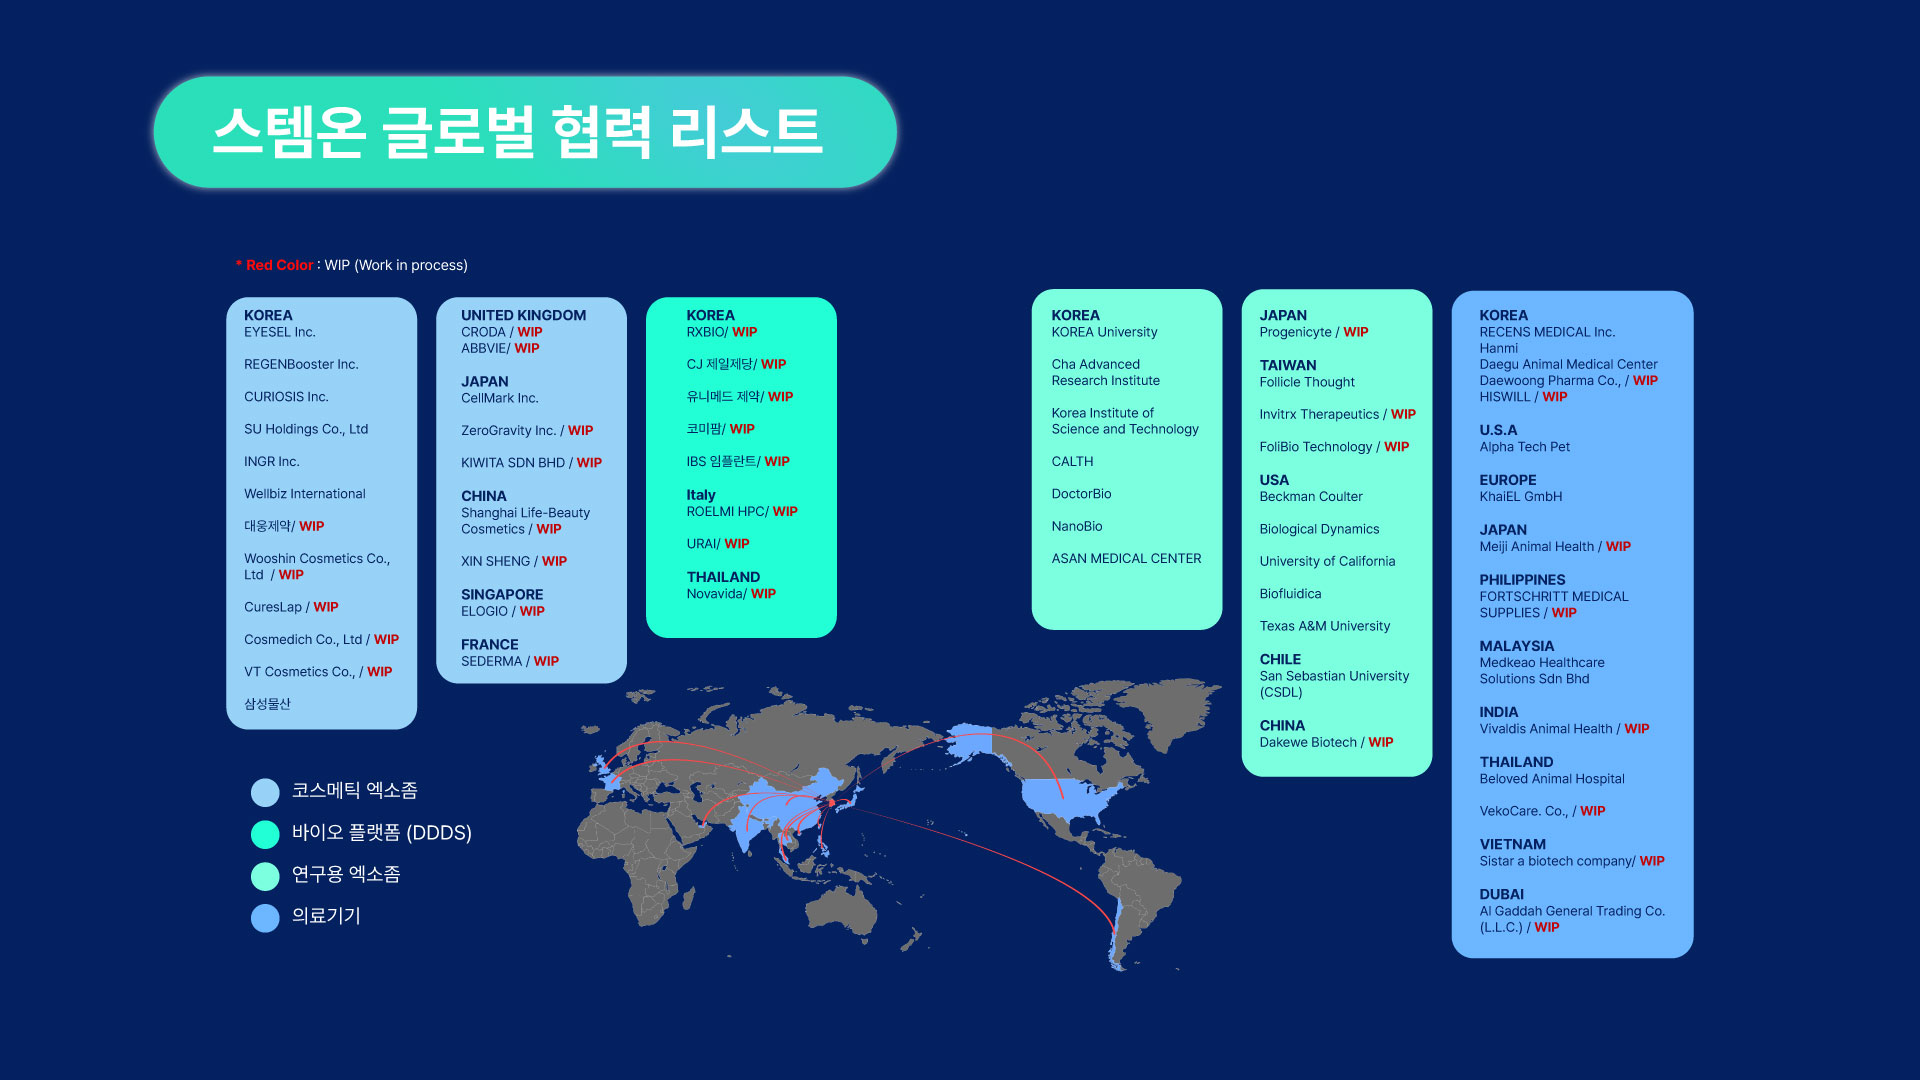 스템온 글로벌 협력 리스트
* Red Color : WIP (Work in process)
KOREA
EYESEL Inc.
REGENBooster Inc.
CURIOSIS Inc.
SU Holdings Co., Ltd
INGR Inc.
Wellbiz International
대웅제약/ WIP
Wooshin Cosmetics Co.,
Ltd / WIP
CuresLap / WIP
Cosmedich Co., Ltd / WIP
VT Cosmetics Co., / WIP
삼성물산
UNITED KINGDOM
CRODA / WIP
ABBVIE/ WIP
JAPAN
CellMark Inc.
ZeroGravity Inc. / WIP
KIWITA SDN BHD / WIP
CHINA
Shanghai Life-Beauty
Cosmetics / WIP
XIN SHENG / WIP
SINGAPORE
ELOGIO / WIP
FRANCE
SEDERMA / WIP
KOREA
RXBIO/ WIP
CJ 제일제당/ WIP
유니메드 제약/ WIP
코미팜/ WIP
IBS 임플란트/ WIP
Italy
ROELMI HPC/ WIP
URAI/ WIP
THAILAND
Novavida/ WIP
KOREA
KOREA University
Cha Advanced
Research Institute
Korea Institute of
Science and Technology
CALTH
DoctorBio
NanoBio
ASAN MEDICAL CENTER
JAPAN
Progenicyte / WIP
TAIWAN
Follicle Thought
Invitrx Therapeutics / WIP
FoliBio Technology / WIP
USA
Beckman Coulter
Biological Dynamics
University of California
Biofluidica
Texas A&M University
CHILE
San Sebastian University
(CSDL)
CHINA
Dakewe Biotech / WIP
KOREA
RECENS MEDICAL Inc.
Hanmi
Daegu Animal Medical Center
Daewoong Pharma Co., / WIP
HISWILL / WIP
U.S.A
Alpha Tech Pet
EUROPE
KhaiEL GmbH
JAPAN
Meiji Animal Health / WIP
PHILIPPINES
FORTSCHRITT MEDICAL
SUPPLIES / WIP
MALAYSIA
Medkeao Healthcare
Solutions Sdn Bhd
INDIA
Vivaldis Animal Health / WIP
THAILAND
Beloved Animal Hospital
VekoCare. Co., / WIP
VIETNAM
Sistar a biotech company/ WIP
DUBAI
Al Gaddah General Trading Co.
(L.L.C.) / WIP
코스메틱 엑소좀
바이오 플랫폼 (DDDS)
연구용 엑소좀
의료기기